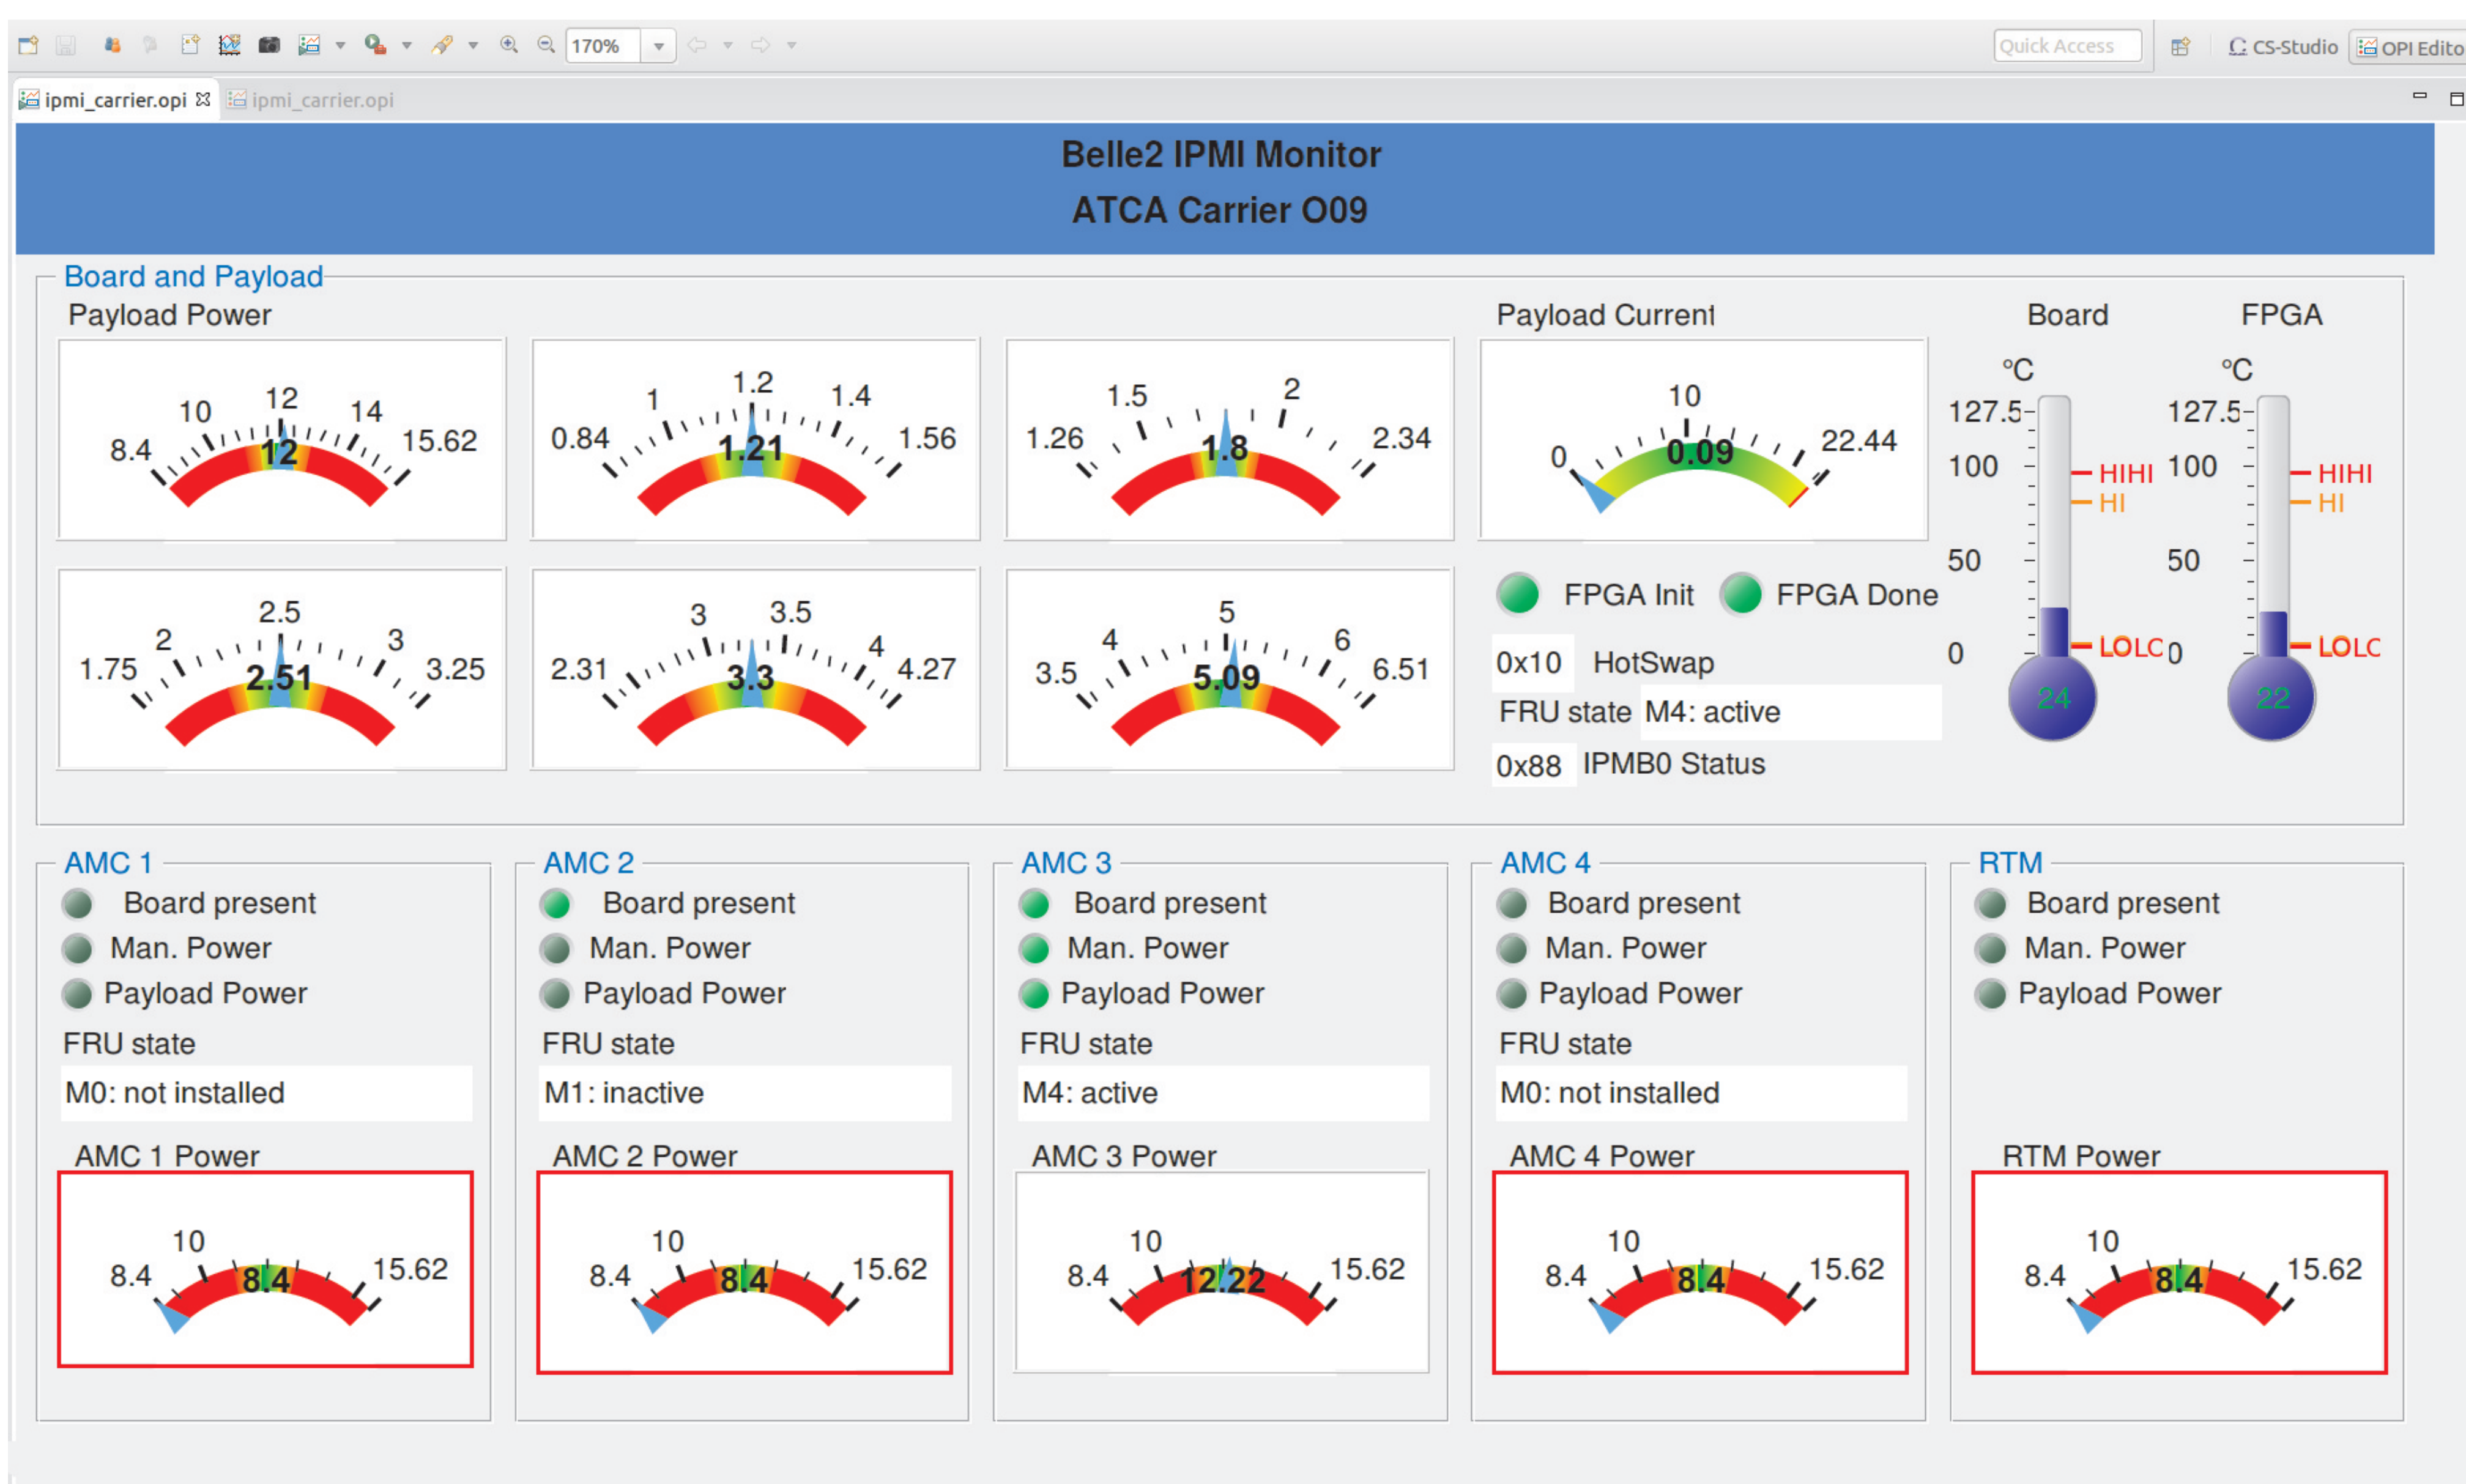 170%
Quick Access
CS-Studio
OPI Edito
ipmi_carrier.opi
ipmi_carrier.opi
Belle2 IPMI Monitor
ATCA Carrier O09
Board and Payload
Payload Power
8.4 10 12 14 15.62
12
0.84 1 1.2 1.4 1.56
1.21
1.26 1.5 2 2.34
1.8
Payload Current
0 10 22.44
0.09
Board
°C
127.5
100
50
0
HIHI
HI
LOLC
24
FPGA
°C
127.5
100
50
0
HIHI
HI
LOLC
22
1.75 2 2.5 3 3.25
2.51
2.31 3 3.5 4 4.27
3.3
3.5 4 5 6 6.51
5.09
FPGA Init
FPGA Done
0x10 HotSwap
FRU state M4: active
0x88 IPMB0 Status
AMC 1
Board present
Man. Power
Payload Power
FRU state
M0: not installed
AMC 1 Power
8.4 10 15.62
8.4
AMC 2
Board present
Man. Power
Payload Power
FRU state
M1: inactive
AMC 2 Power
8.4 10 15.62
8.4
AMC 3
Board present
Man. Power
Payload Power
FRU state
M4: active
AMC 3 Power
8.4 10 15.62
12.22
AMC 4
Board present
Man. Power
Payload Power
FRU state
M0: not installed
AMC 4 Power
8.4 10 15.62
8.4
RTM
Board present
Man. Power
Payload Power
RTM Power
8.4 10 15.62
8.4